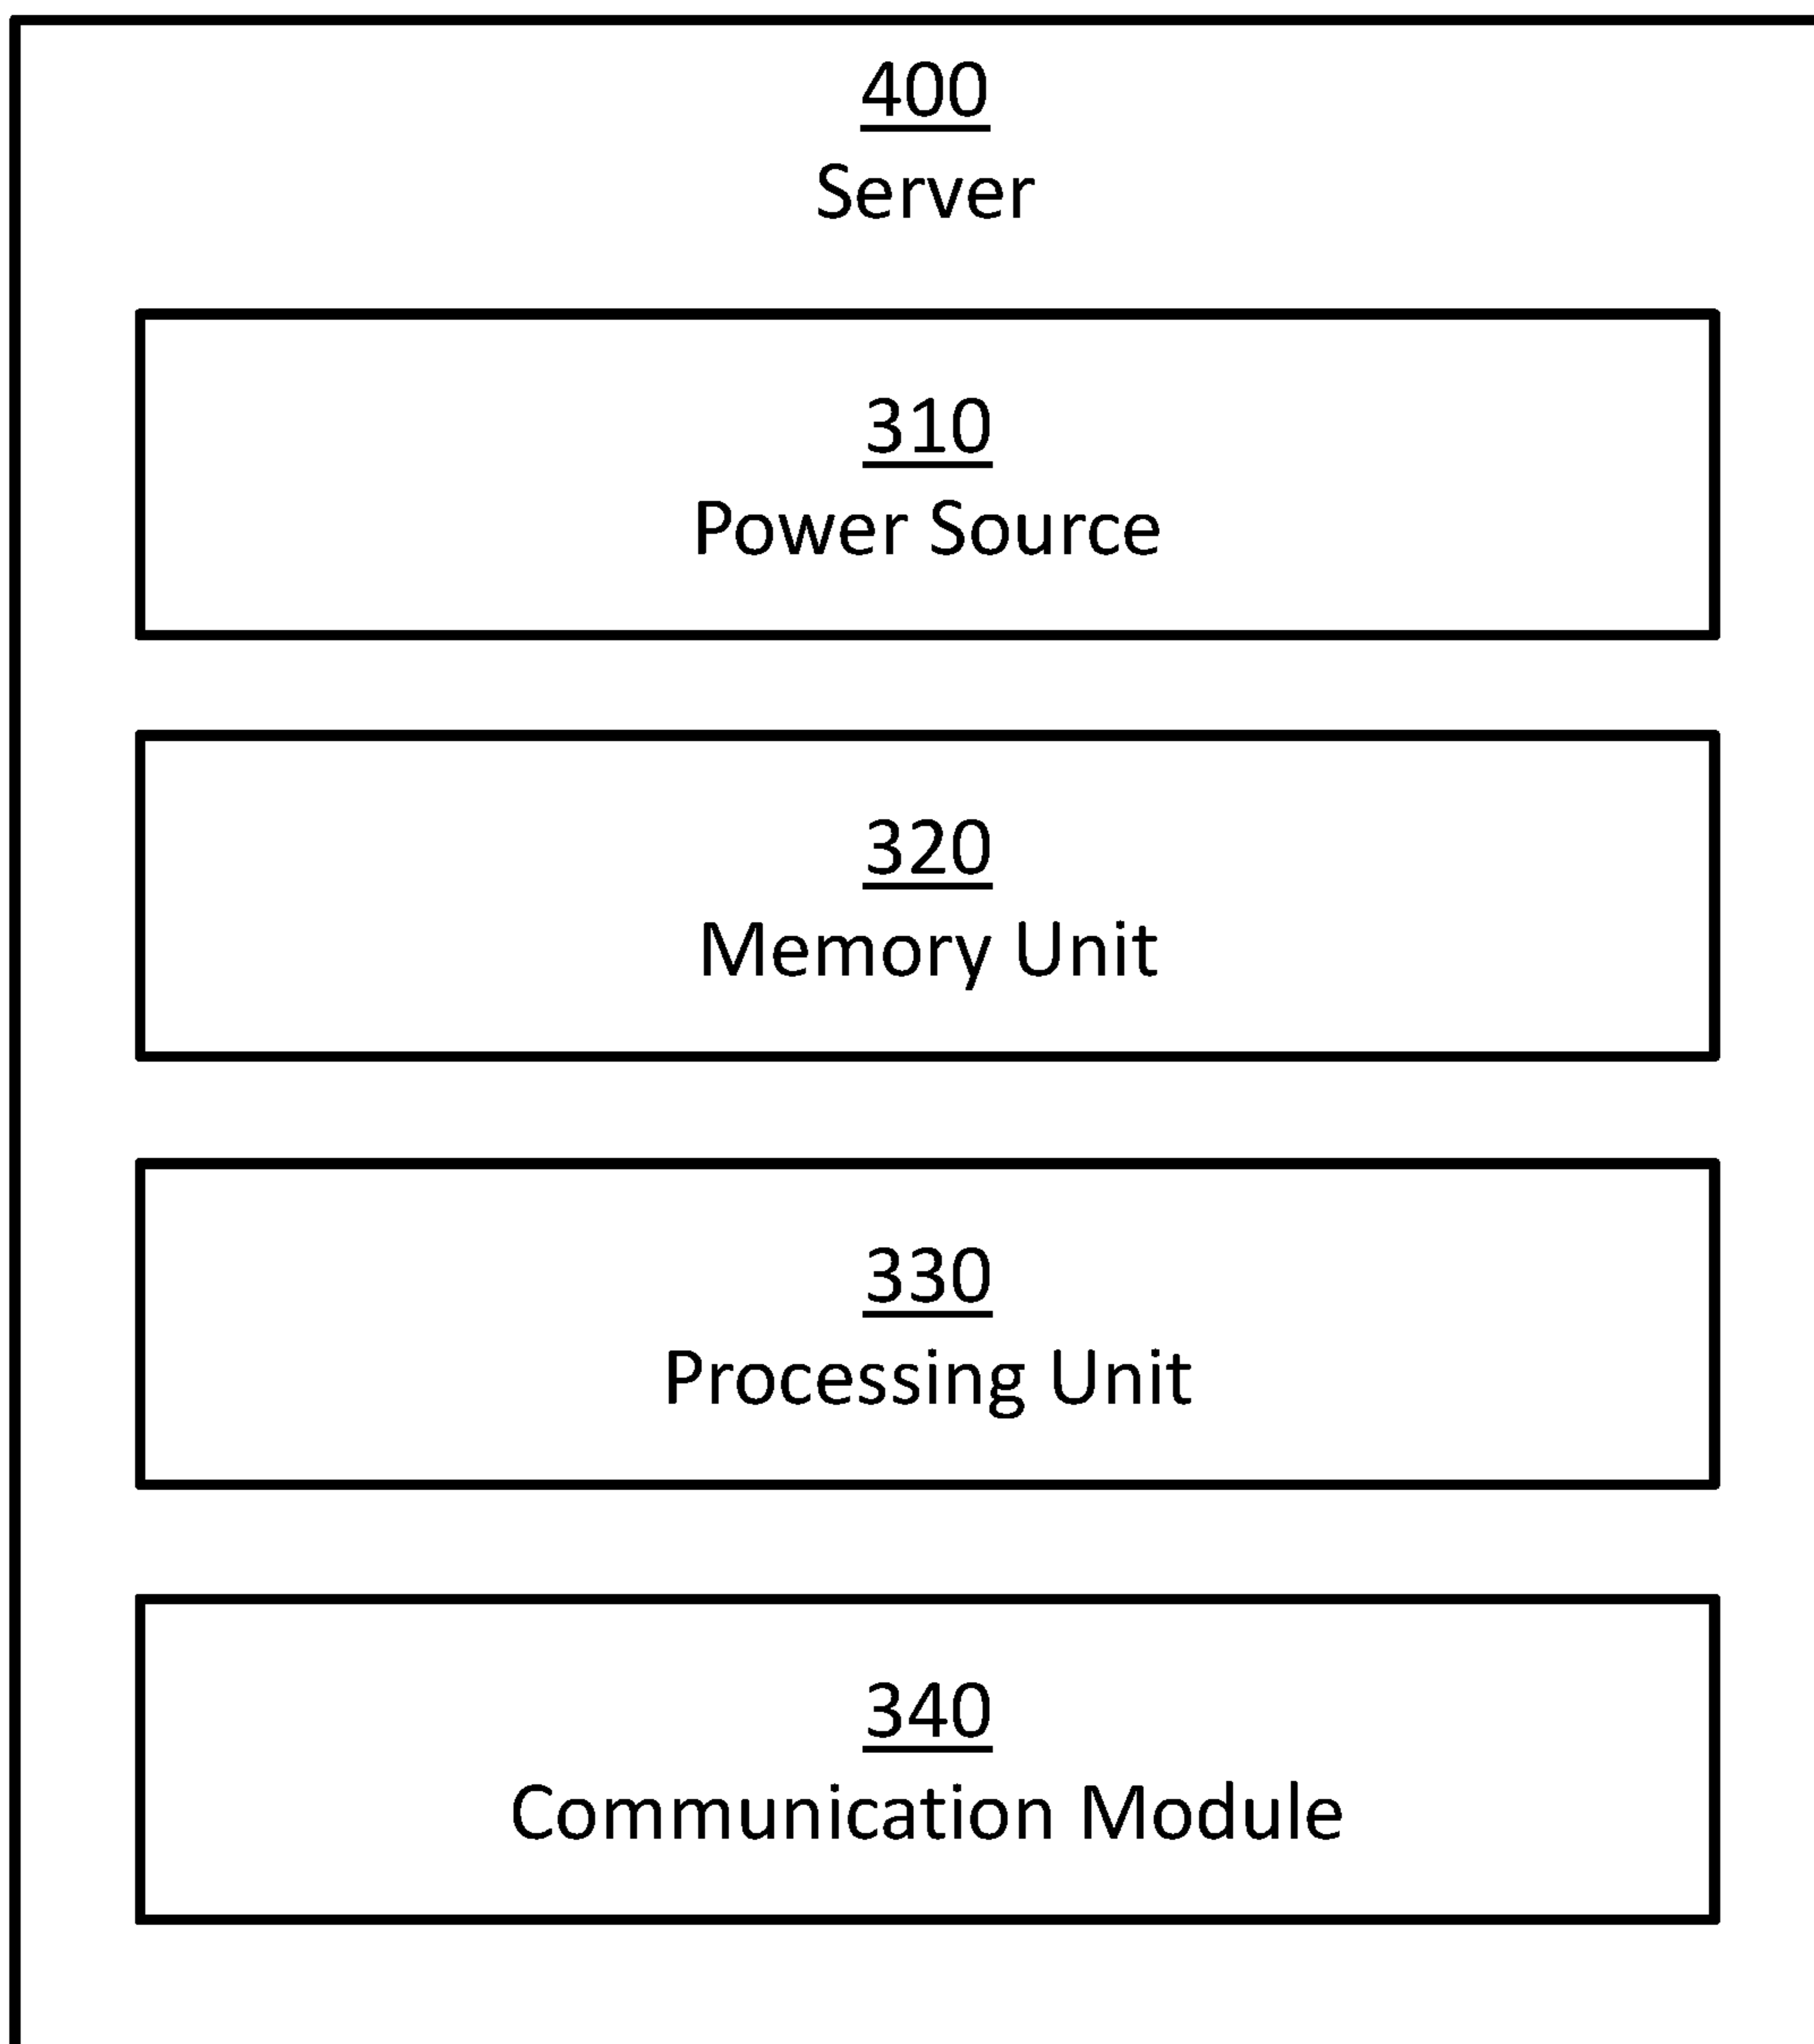 400
Server
310
Power Source
320
Memory Unit
330
Processing Unit
340
Communication Module